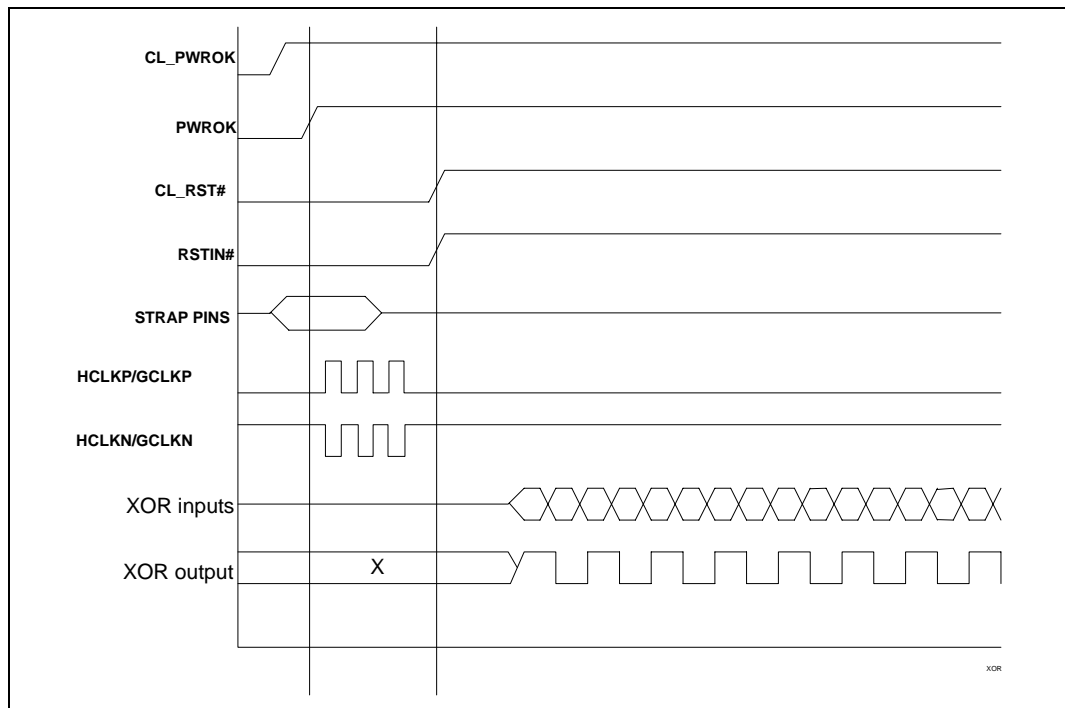 CL_PWROK
PWROK
CL_RST#
RSTIN#
STRAP PINS
HCLKP/GCLKP
HCLKN/GCLKN
XOR inputs
XOR output
X
XOR